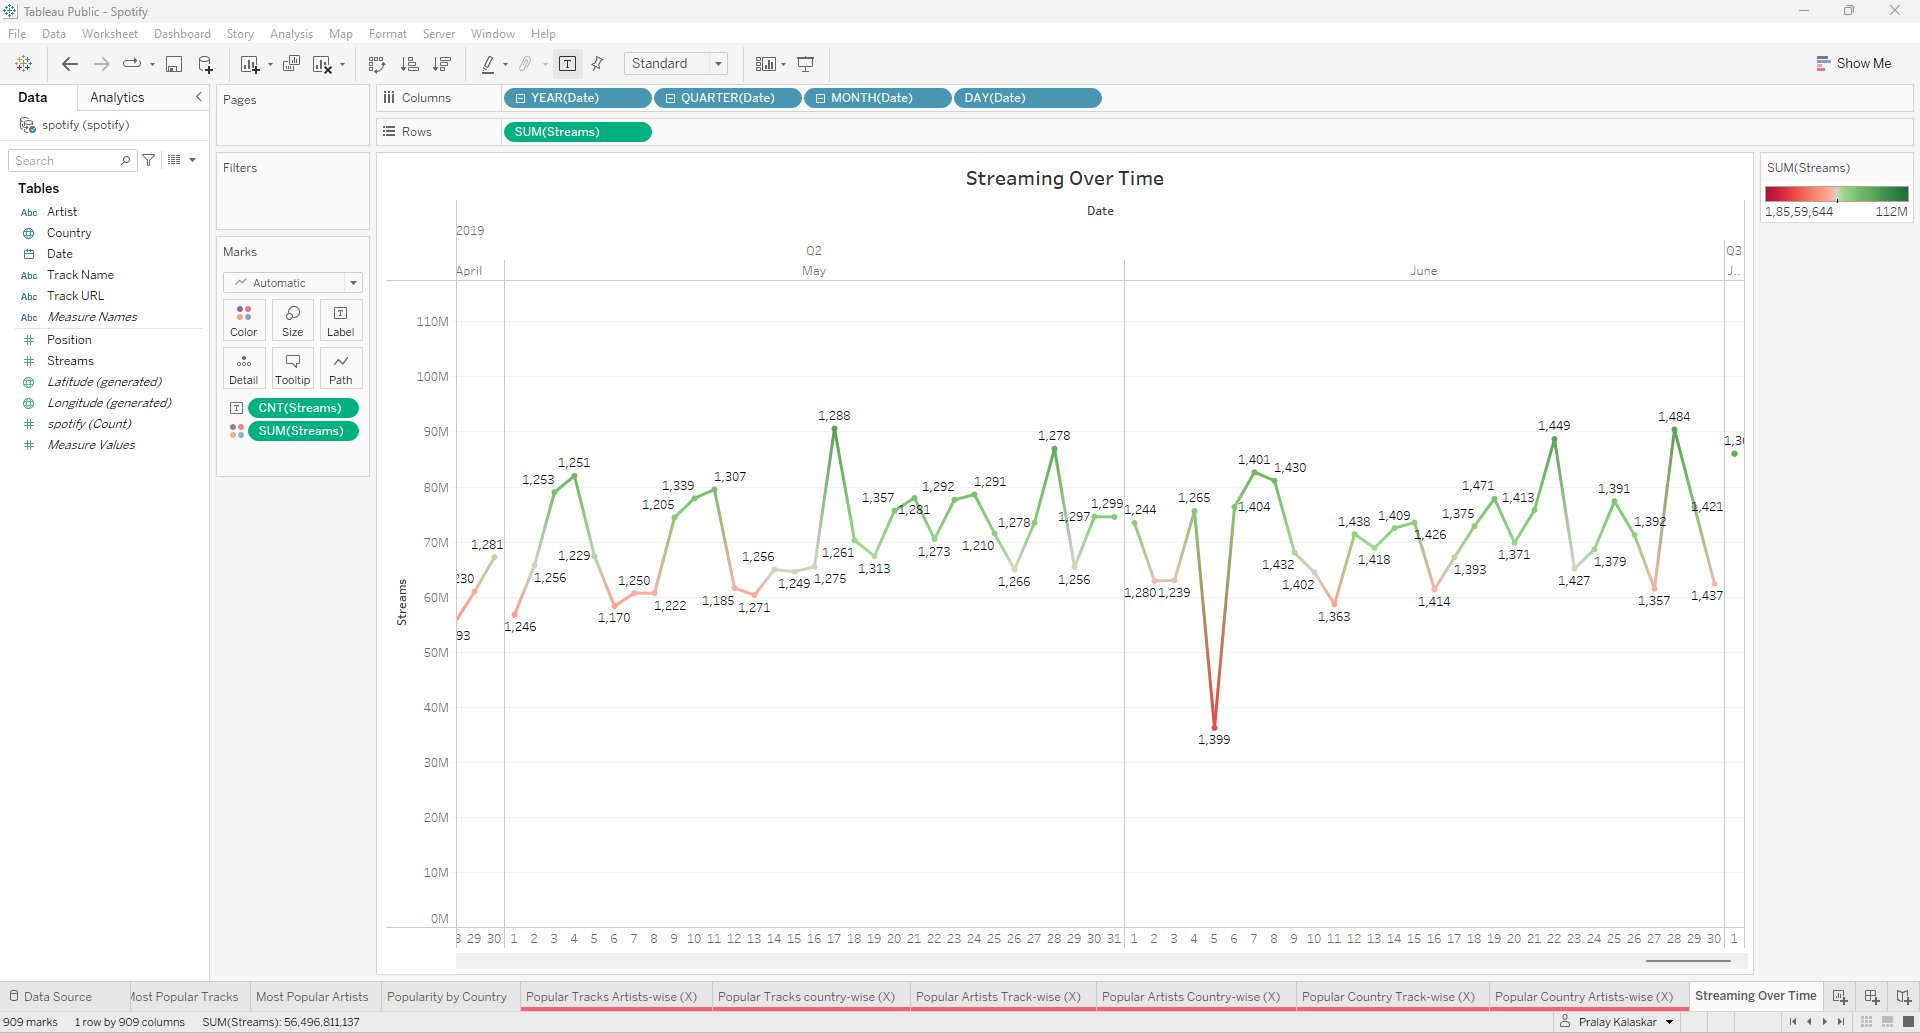 Tableau Public - Spotify
File Data Worksheet Dashboard Story Analysis Map Format Server Window Help
Standard
Show Me
Data Analytics
spotify (spotify)
Search
Tables
Abc Artist
Country
Date
Abc Track Name
Abc Track URL
Abc Measure Names
Position
Streams
Latitude (generated)
Longitude (generated)
spotify (Count)
Measure Values
Pages
Filters
Marks
Automatic
Color Size Label
Detail Tooltip Path
CNT(Streams)
SUM(Streams)
Columns YEAR(Date) QUARTER(Date) MONTH(Date) DAY(Date)
Rows SUM(Streams)
Streaming Over Time
Date
2019
Q2 Q3
April May June J..
110M
100M
90M
80M
70M
60M
50M
40M
30M
20M
10M
0M
Streams
1,288 1,484
1,449
1,278
1,251 1,401 1,430
1,253 1,339 1,307 1,357 1,292 1,291 1,265 1,471 1,413 1,391
1,205 1,281 1,299 1,244 1,404 1,375 1,421
1,278 1,297 1,438 1,409 1,426 1,392
1,281 1,229 1,256 1,261 1,273 1,210 1,418 1,371 1,379
1,256 1,250 1,249 1,275 1,313 1,266 1,256 1,432 1,402 1,393 1,427
230 1,222 1,185 1,271 1,280 1,239 1,414 1,357 1,437
93 1,246 1,170 1,363
1,399
29 30 1 2 3 4 5 6 7 8 9 10 11 12 13 14 15 16 17 18 19 20 21 22 23 24 25 26 27 28 29 30 31 1 2 3 4 5 6 7 8 9 10 11 12 13 14 15 16 17 18 19 20 21 22 23 24 25 26 27 28 29 30 1
SUM(Streams)
1,85,59,644 112M
Data Source Most Popular Tracks Most Popular Artists Popularity by Country Popular Tracks Artists-wise (X) Popular Tracks country-wise (X) Popular Artists Track-wise (X) Popular Artists Country-wise (X) Popular Country Track-wise (X) Popular Country Artists-wise (X) Streaming Over Time
909 marks 1 row by 909 columns SUM(Streams): 56,496,811,137 Pralay Kalaskar